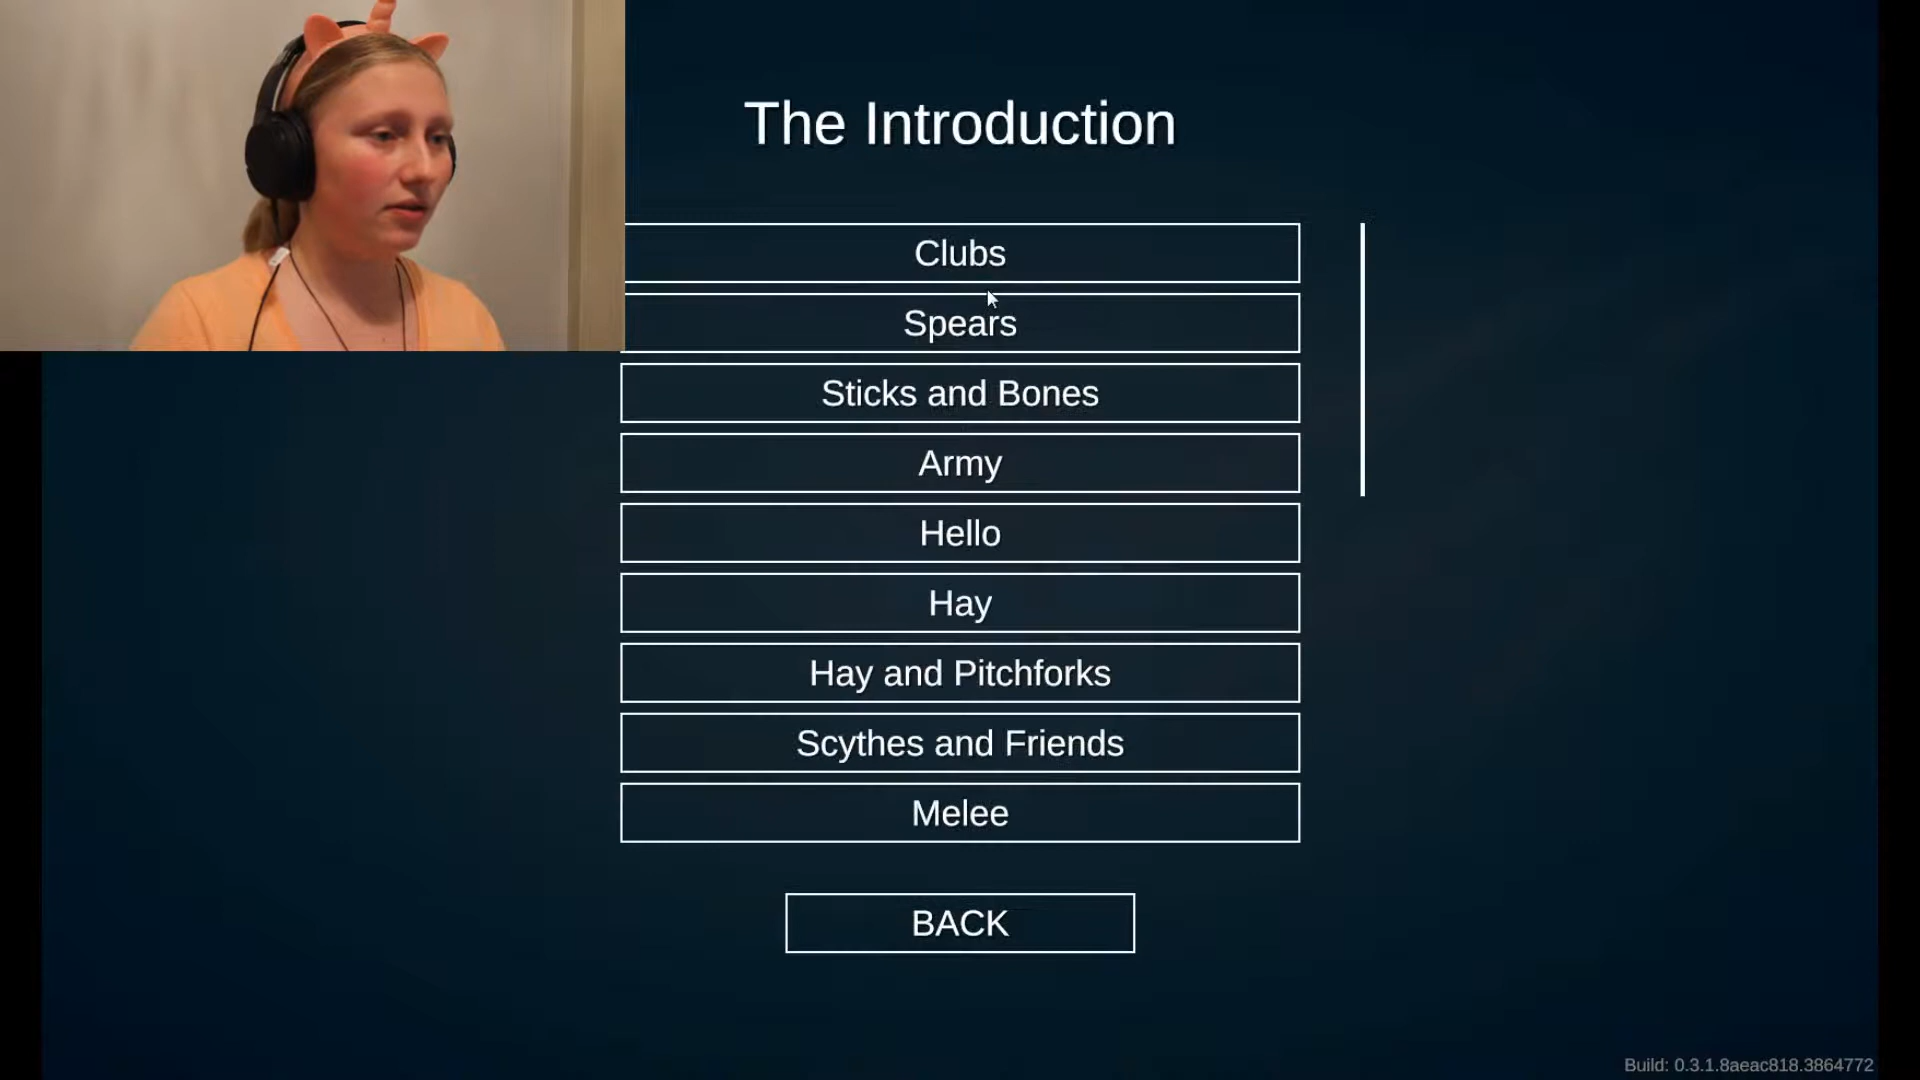 The Introduction
Clubs
Spears
Sticks and Bones
Army
Hello
Hay
Hay and Pitchforks
Scythes and Friends
Melee
BACK
Build: 0.3.1.8aeac818.3864772